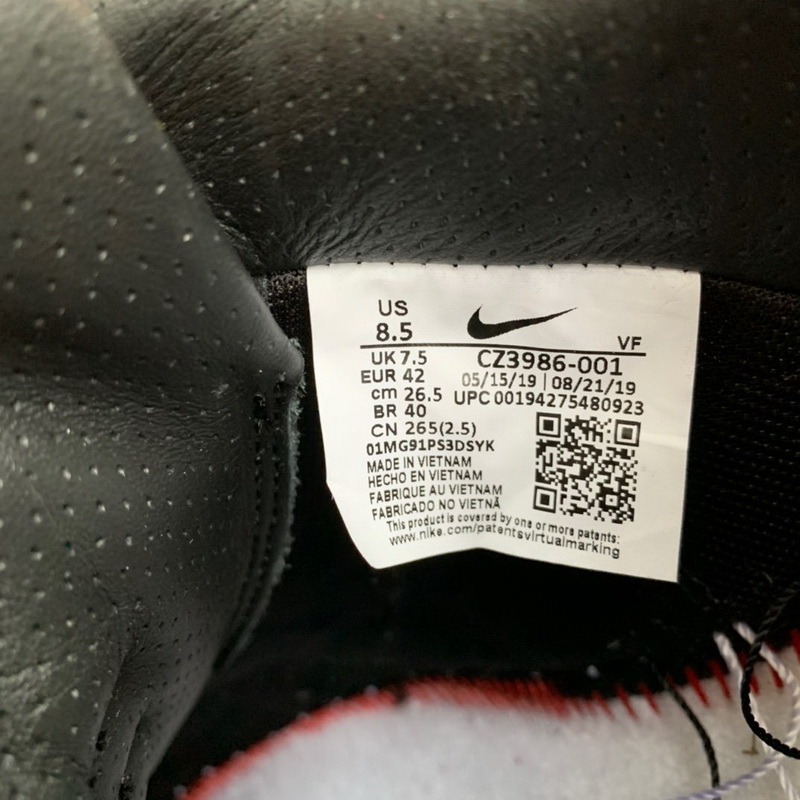 US
8.5
VF
UK 7.5
EUR 42
cm 26.5
BR 40
CN 265(2.5)
CZ3986-001
05/15/19 | 08/21/19
UPC 00194275480923
01MG91PS3DSYK
MADE IN VIETNAM
HECHO EN VIETNAM
FABRIQUE AU VIETNAM
FABRICADO NO VIETNÃ
This product is covered by one or more patents:
www.nike.com/patentsvirtualmarking